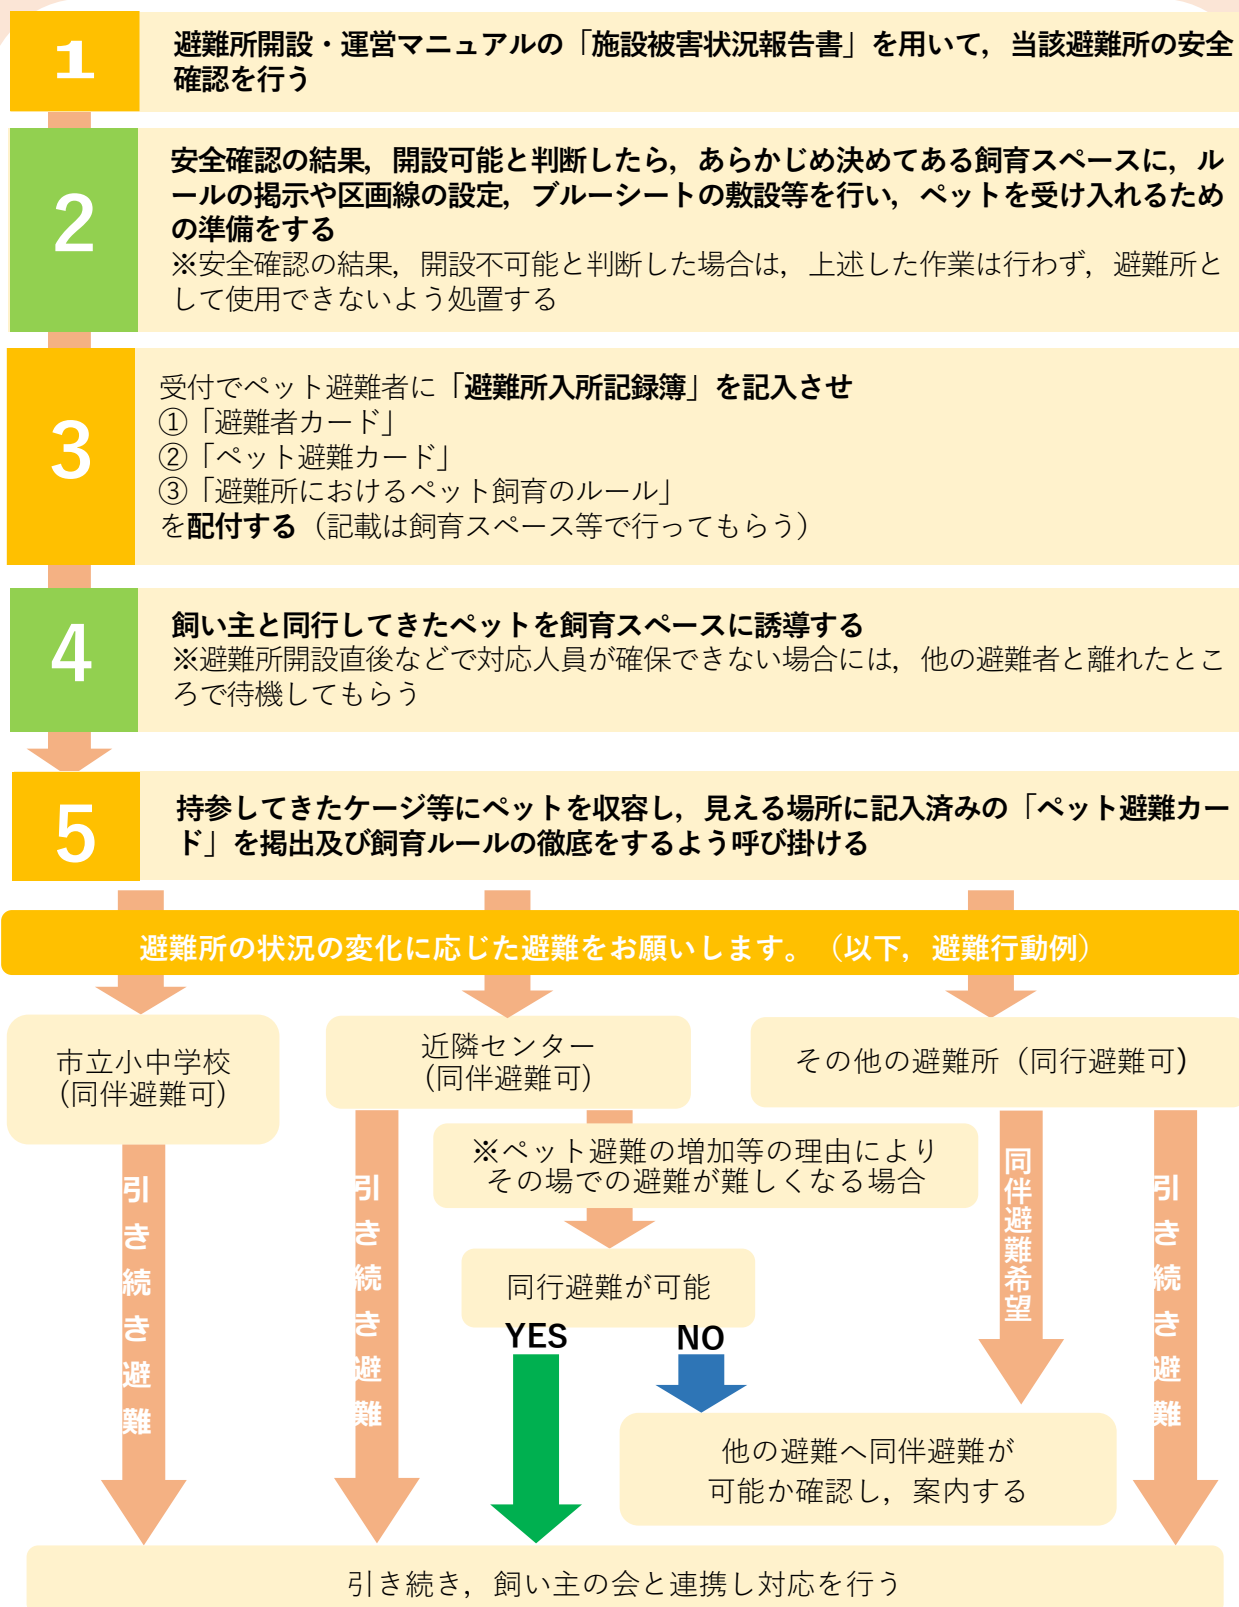 1
避難所開設・運営マニュアルの「施設被害状況報告書」を用いて，当該避難所の安全
確認を行う
2
安全確認の結果，開設可能と判断したら，あらかじめ決めてある飼育スペースに，ル
ールの掲示や区画線の設定，ブルーシートの敷設等を行い，ペットを受け入れるため
の準備をする
※安全確認の結果，開設不可能と判断した場合は，上述した作業は行わず，避難所と
して使用できないよう処置する
3
受付でペット避難者に「避難所入所記録簿」を記入させ
①「避難者カード」
②「ペット避難カード」
③「避難所におけるペット飼育のルール」
を配付する（記載は飼育スペース等で行ってもらう）
4
飼い主と同行してきたペットを飼育スペースに誘導する
※避難所開設直後などで対応人員が確保できない場合には，他の避難者と離れたとこ
ろで待機してもらう
5
持参してきたケージ等にペットを収容し，見える場所に記入済みの「ペット避難カー
ド」を掲出及び飼育ルールの徹底をするよう呼び掛ける
避難所の状況の変化に応じた避難をお願いします。（以下，避難行動例）
市立小中学校
(同伴避難可)
近隣センター
(同伴避難可)
その他の避難所（同行避難可)
※ペット避難の増加等の理由により
その場での避難が難しくなる場合
引き続き避難
引き続き避難
同伴避難希望
引き続き避難
同行避難が可能
YES
NO
他の避難へ同伴避難が
可能か確認し，案内する
引き続き，飼い主の会と連携し対応を行う